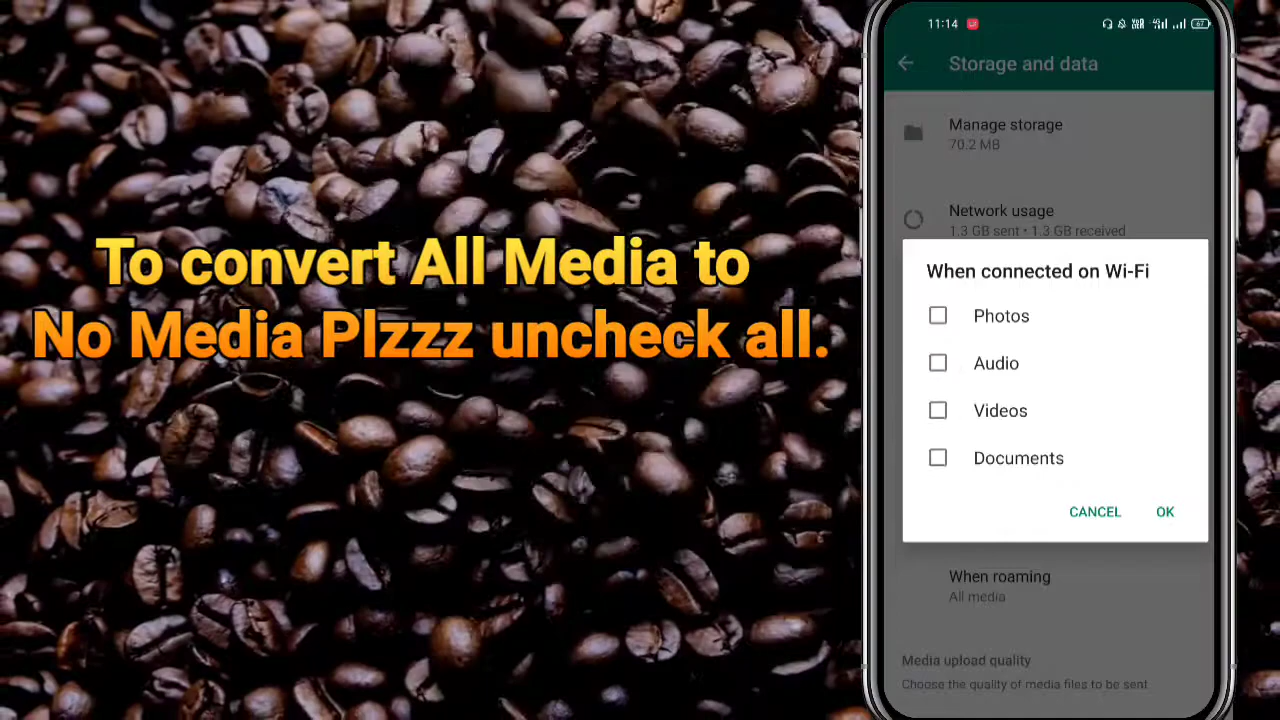 To convert All Media to
No Media Plzzz uncheck all.
11:14
67
Storage and data
Manage storage
70.2 MB
Network usage
1.3 GB sent • 1.3 GB received
When connected on Wi-Fi
Photos
Audio
Videos
Documents
CANCEL OK
When roaming
All media
Media upload quality
Choose the quality of media files to be sent